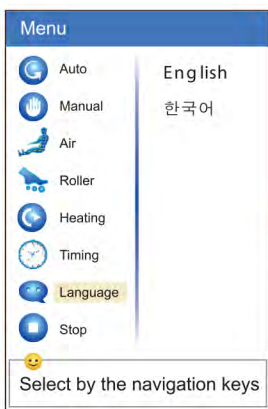 Menu
Auto
Manual
Air
Roller
Heating
Timing
Language
Stop
English
한국어
Select by the navigation keys